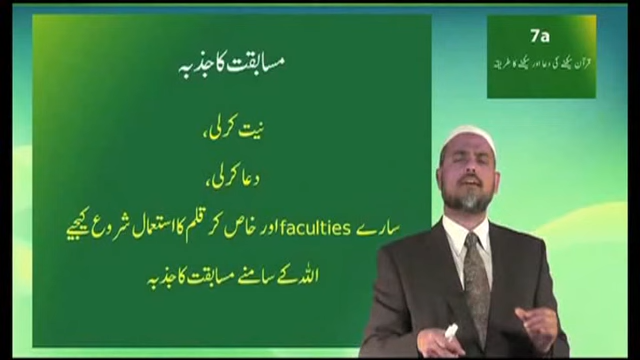 مسابقت کا جذبہ
نیت کرلی،
دعا کرلی،
سارے faculties اور خاص کر قلم کا استعمال شروع کیجیے
اللہ کے سامنے مسابقت کا جذبہ
7a
قرآن سیکھنے کی دعا اور سیکھنے کا طریقہ